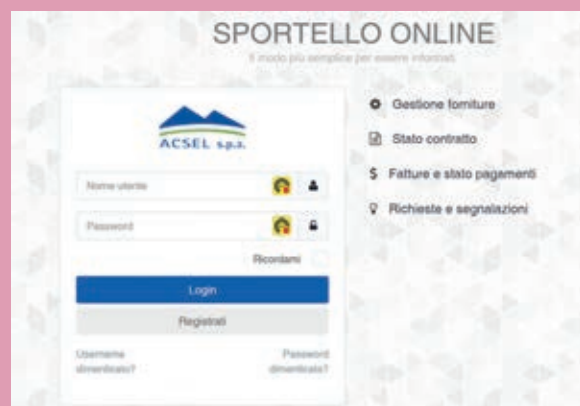 SPORTELLO ONLINE
Il modo più semplice per essere informati
ACSEL s.p.a.
Nome utente
Password
Ricordami
Login
Registrati
Username dimenticato?
Password dimenticata?
Gestione forniture
Stato contratto
Fatture e stato pagamenti
Richieste e segnalazioni